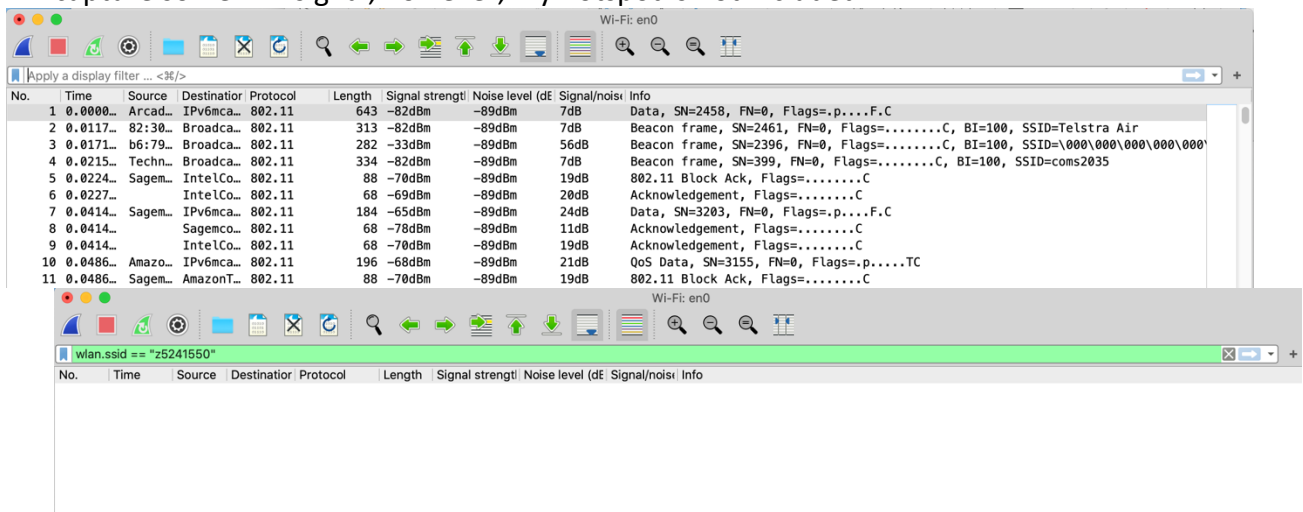 Wi-Fi: en0
Apply a display filter ... <⌘/>
+
No. Time Source Destination Protocol Length Signal strengtl Noise level (dE Signal/noise Info
1 0.0000… Arcad… IPv6mca… 802.11 643 -82dBm -89dBm 7dB Data, SN=2458, FN=0, Flags=.p....F.C
2 0.0117… 82:30… Broadca… 802.11 313 -82dBm -89dBm 7dB Beacon frame, SN=2461, FN=0, Flags=........C, BI=100, SSID=Telstra Air
3 0.0171… b6:79… Broadca… 802.11 282 -33dBm -89dBm 56dB Beacon frame, SN=2396, FN=0, Flags=........C, BI=100, SSID=\000\000\000\000\000\
4 0.0215… Techn… Broadca… 802.11 334 -82dBm -89dBm 7dB Beacon frame, SN=399, FN=0, Flags=........C, BI=100, SSID=coms2035
5 0.0224… Sagem… IntelCo… 802.11 88 -70dBm -89dBm 19dB 802.11 Block Ack, Flags=........C
6 0.0227… IntelCo… 802.11 68 -69dBm -89dBm 20dB Acknowledgement, Flags=........C
7 0.0414… Sagem… IPv6mca… 802.11 184 -65dBm -89dBm 24dB Data, SN=3203, FN=0, Flags=.p....F.C
8 0.0414… Sagemco… 802.11 68 -78dBm -89dBm 11dB Acknowledgement, Flags=........C
9 0.0414… IntelCo… 802.11 68 -70dBm -89dBm 19dB Acknowledgement, Flags=........C
10 0.0486… Amazo… IPv6mca… 802.11 196 -68dBm -89dBm 21dB QoS Data, SN=3155, FN=0, Flags=.p.....TC
11 0.0486… Sagem… AmazonT… 802.11 88 -70dBm -89dBm 19dB 802.11 Block Ack, Flags=........C
Wi-Fi: en0
wlan.ssid == "z5241550"
+
No. Time Source Destination Protocol Length Signal strengtl Noise level (dE Signal/noise Info